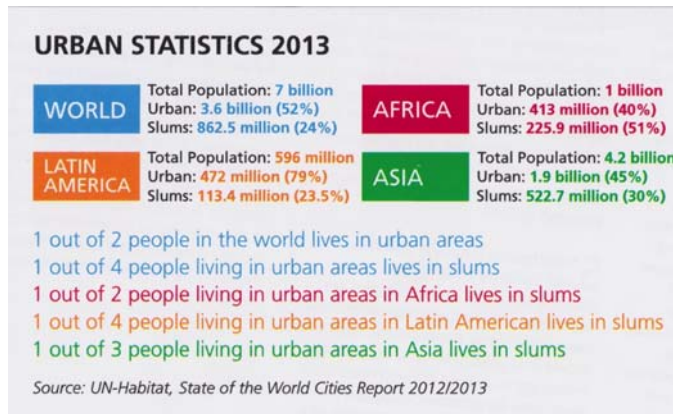 URBAN STATISTICS 2013
WORLD
Total Population: 7 billion
Urban: 3.6 billion (52%)
Slums: 862.5 million (24%)
AFRICA
Total Population: 1 billion
Urban: 413 million (40%)
Slums: 225.9 million (51%)
LATIN
AMERICA
Total Population: 596 million
Urban: 472 million (79%)
Slums: 113.4 million (23.5%)
ASIA
Total Population: 4.2 billion
Urban: 1.9 billion (45%)
Slums: 522.7 million (30%)
1 out of 2 people in the world lives in urban areas
1 out of 4 people living in urban areas lives in slums
1 out of 2 people living in urban areas in Africa lives in slums
1 out of 4 people living in urban areas in Latin American lives in slums
1 out of 3 people living in urban areas in Asia lives in slums
Source: UN-Habitat, State of the World Cities Report 2012/2013